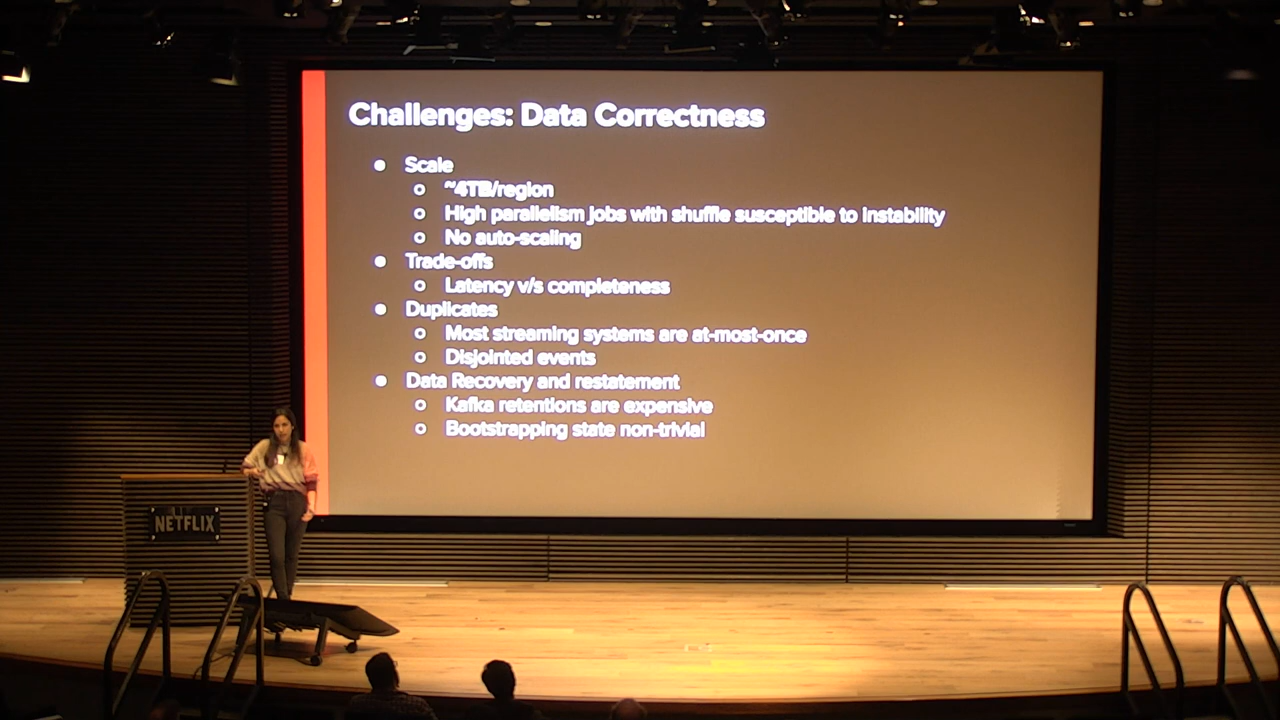 Challenges: Data Correctness
● Scale
○ ~4TB/region
○ High parallelism jobs with shuffle susceptible to instability
○ No auto-scaling
● Trade-offs
○ Latency v/s completeness
● Duplicates
○ Most streaming systems are at-most-once
○ Disjointed events
● Data Recovery and restatement
○ Kafka retentions are expensive
○ Bootstrapping state non-trivial
NETFLIX